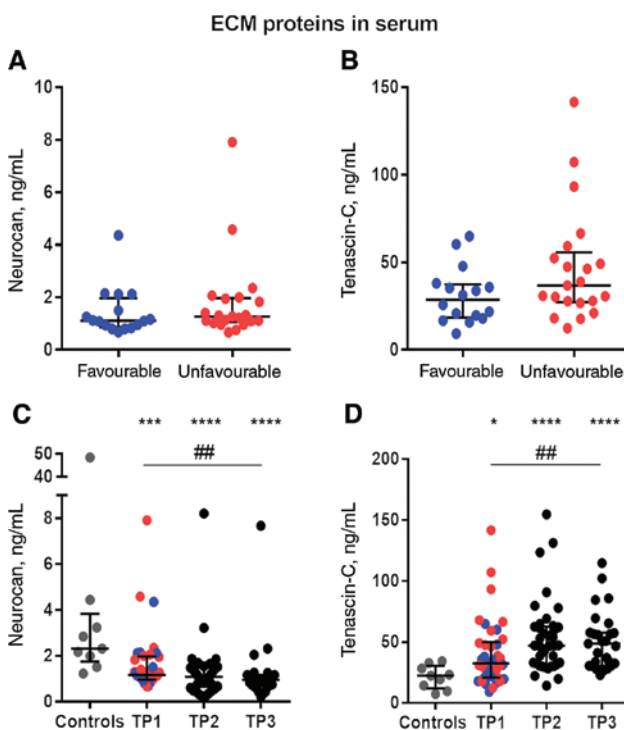 ECM proteins in serum
A
B
Neurocan, ng/mL
10
8
6
4
2
0
Favourable Unfavourable
Tenascin-C, ng/mL
150
100
50
0
Favourable Unfavourable
C
D
*** **** ****
##
Neurocan, ng/mL
50
40
8
6
4
2
0
Controls TP1 TP2 TP3
* **** ****
##
Tenascin-C, ng/mL
200
150
100
50
0
Controls TP1 TP2 TP3